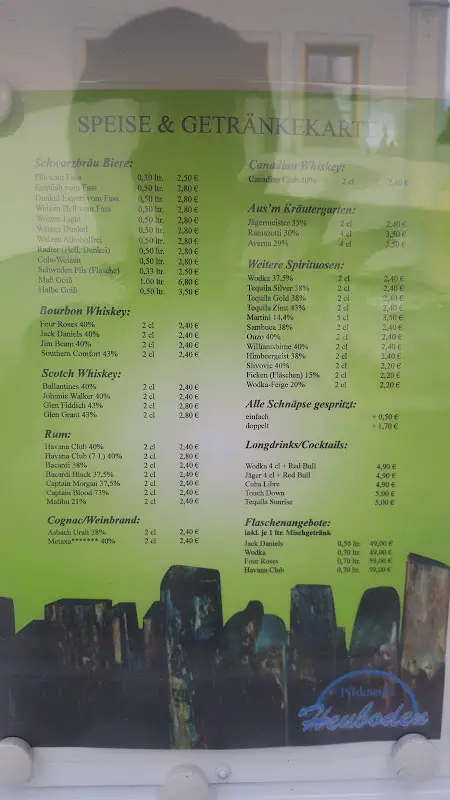 SPEISE & GETRÄNKEKARTE
Schwarzbräu Biere:
Pils vom Fass 0,30 ltr. 2,50 €
Exquisit vom Fass 0,50 ltr. 2,80 €
Dunkel Export vom Fass 0,50 ltr. 2,80 €
Weizen Hell vom Fass 0,50 ltr. 2,80 €
Weizen Light 0,50 ltr. 2,80 €
Weizen Dunkel 0,50 ltr. 2,80 €
Weizen Alkoholfrei 0,50 ltr. 2,80 €
Radler (Hell, Dunkel) 0,50 ltr. 2,80 €
Cola-Weizen 0,50 ltr. 2,80 €
Schweden Pils (Flasche) 0,33 ltr. 2,50 €
Maß Goiß 1,00 ltr. 6,80 €
Halbe Goiß 0,50 ltr. 3,50 €
Bourbon Whiskey:
Four Roses 40% 2 cl 2,40 €
Jack Daniels 40% 2 cl 2,40 €
Jim Beam 40% 2 cl 2,40 €
Southern Comfort 43% 2 cl 2,40 €
Scotch Whiskey:
Ballantines 40% 2 cl 2,40 €
Johnnie Walker 40% 2 cl 2,40 €
Glen Fiddich 43% 2 cl 2,80 €
Glen Grant 43% 2 cl 2,80 €
Rum:
Havana Club 40% 2 cl 2,40 €
Havana Club (7 J.) 40% 2 cl 2,80 €
Bacardi 38% 2 cl 2,40 €
Bacardi Black 37,5% 2 cl 2,40 €
Captain Morgan 37,5% 2 cl 2,40 €
Captain Blood 73% 2 cl 2,40 €
Malibu 21% 2 cl 2,40 €
Cognac/Weinbrand:
Asbach Uralt 38% 2 cl 2,40 €
Metaxa******* 40% 2 cl 2,40 €
Canadian Whiskey:
Canadian Club 40% 2 cl 2,40 €
Aus'm Kräutergarten:
Jägermeister 35% 2 cl 2,40 €
Ramazotti 30% 4 cl 3,50 €
Averna 29% 4 cl 3,50 €
Weitere Spirituosen:
Wodka 37,5% 2 cl 2,40 €
Tequila Silver 38% 2 cl 2,40 €
Tequila Gold 38% 2 cl 2,40 €
Tequila Zimt 43% 2 cl 2,40 €
Martini 14,4% 5 cl 3,50 €
Sambuca 38% 2 cl 2,40 €
Ouzo 40% 2 cl 2,40 €
Williamsbirne 40% 2 cl 2,40 €
Himbeergeist 38% 2 cl 2,40 €
Slivovic 40% 2 cl 2,20 €
Ficken (Fläschen) 15% 2 cl 2,20 €
Wodka-Feige 20% 2 cl 2,20 €
Alle Schnäpse gespritzt:
einfach + 0,50 €
doppelt + 1,70 €
Longdrinks/Cocktails:
Wodka 4 cl + Red Bull 4,90 €
Jäger 4 cl + Red Bull 4,90 €
Cuba Libre 4,90 €
Touch Down 5,00 €
Tequila Sunrise 5,00 €
Flaschenangebote:
inkl. je 1 ltr. Mischgetränk
Jack Daniels 0,50 ltr. 49,00 €
Wodka 0,70 ltr. 49,00 €
Four Roses 0,70 ltr. 59,00 €
Havana Club 0,70 ltr. 59,00 €
Pilskneipe
Heuboden